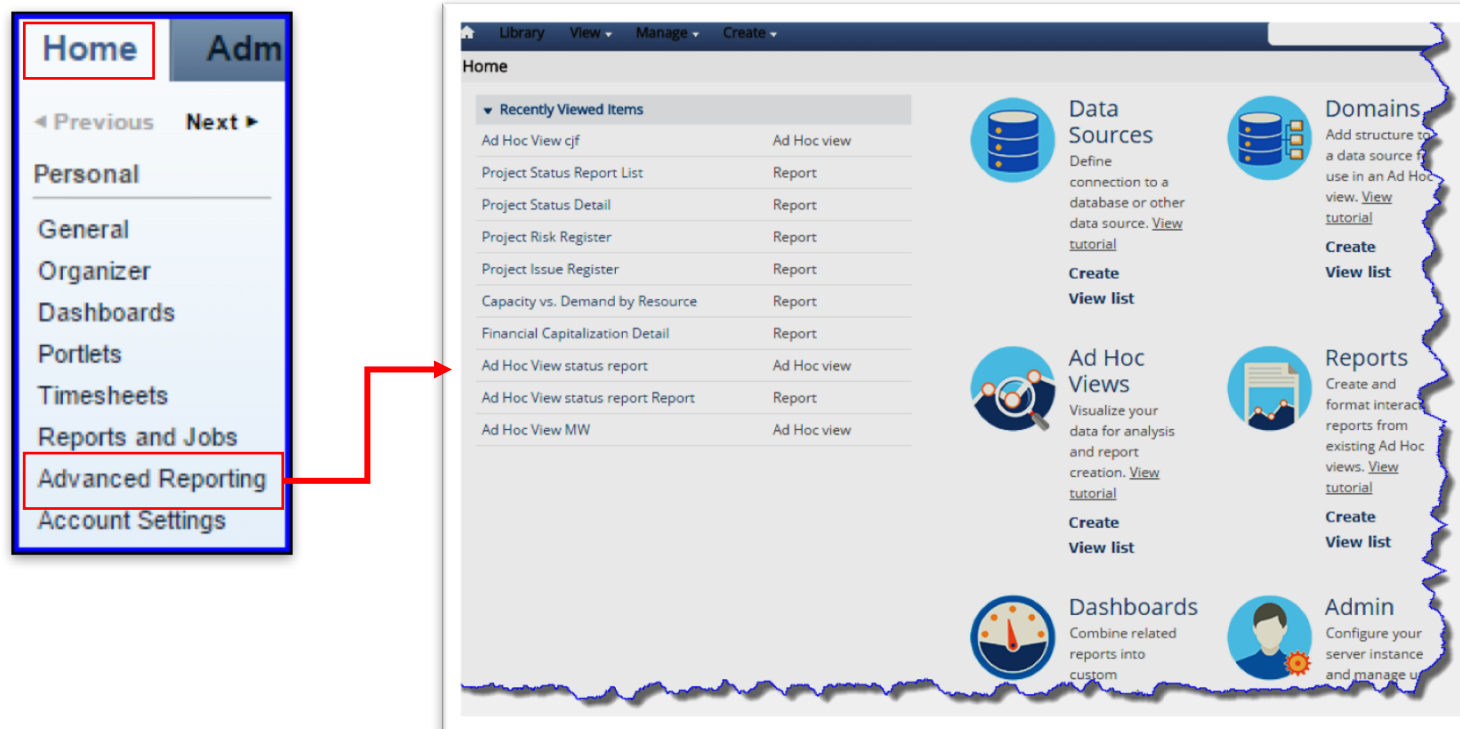 Home Adm
◄ Previous Next ►
Personal
General
Organizer
Dashboards
Portlets
Timesheets
Reports and Jobs
Advanced Reporting
Account Settings
Library View Manage Create
Home
Recently Viewed Items
Ad Hoc View cjf Ad Hoc view
Project Status Report List Report
Project Status Detail Report
Project Risk Register Report
Project Issue Register Report
Capacity vs. Demand by Resource Report
Financial Capitalization Detail Report
Ad Hoc View status report Ad Hoc view
Ad Hoc View status report Report Report
Ad Hoc View MW Ad Hoc view
Data
Sources
Define
connection to a
database or other
data source. View
tutorial
Create
View list
Domains
Add structure to
a data source f
use in an Ad Hoc
view. View
tutorial
Create
View list
Ad Hoc
Views
Visualize your
data for analysis
and report
creation. View
tutorial
Create
View list
Reports
Create and
format interac
reports from
existing Ad Hoc
views. View
tutorial
Create
View list
Dashboards
Combine related
reports into
custom
Admin
Configure your
server instance
and manage u